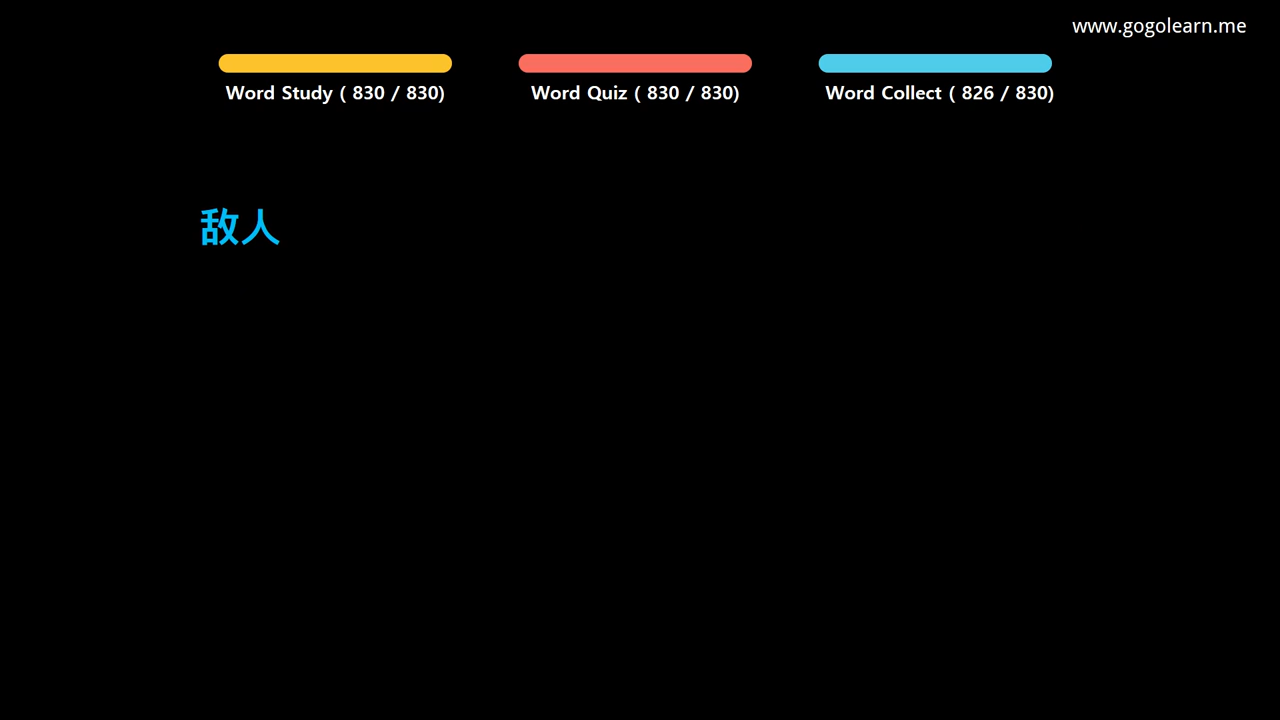 www.gogolearn.me
Word Study ( 830 / 830)
Word Quiz ( 830 / 830)
Word Collect ( 826 / 830)
敌人